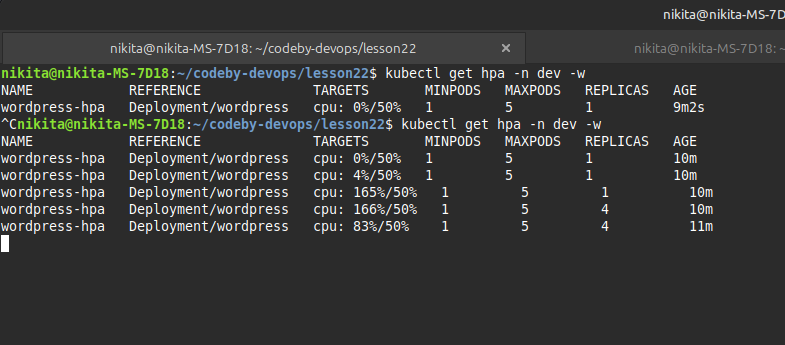 nikita@nikita-MS-7D
nikita@nikita-MS-7D18: ~/codeby-devops/lesson22 × nikita@nikita-MS-7D18: ~
nikita@nikita-MS-7D18:~/codeby-devops/lesson22$ kubectl get hpa -n dev -w
NAME REFERENCE TARGETS MINPODS MAXPODS REPLICAS AGE
wordpress-hpa Deployment/wordpress cpu: 0%/50% 1 5 1 9m2s
^Cnikita@nikita-MS-7D18:~/codeby-devops/lesson22$ kubectl get hpa -n dev -w
NAME REFERENCE TARGETS MINPODS MAXPODS REPLICAS AGE
wordpress-hpa Deployment/wordpress cpu: 0%/50% 1 5 1 10m
wordpress-hpa Deployment/wordpress cpu: 4%/50% 1 5 1 10m
wordpress-hpa Deployment/wordpress cpu: 165%/50% 1 5 1 10m
wordpress-hpa Deployment/wordpress cpu: 166%/50% 1 5 4 10m
wordpress-hpa Deployment/wordpress cpu: 83%/50% 1 5 4 11m